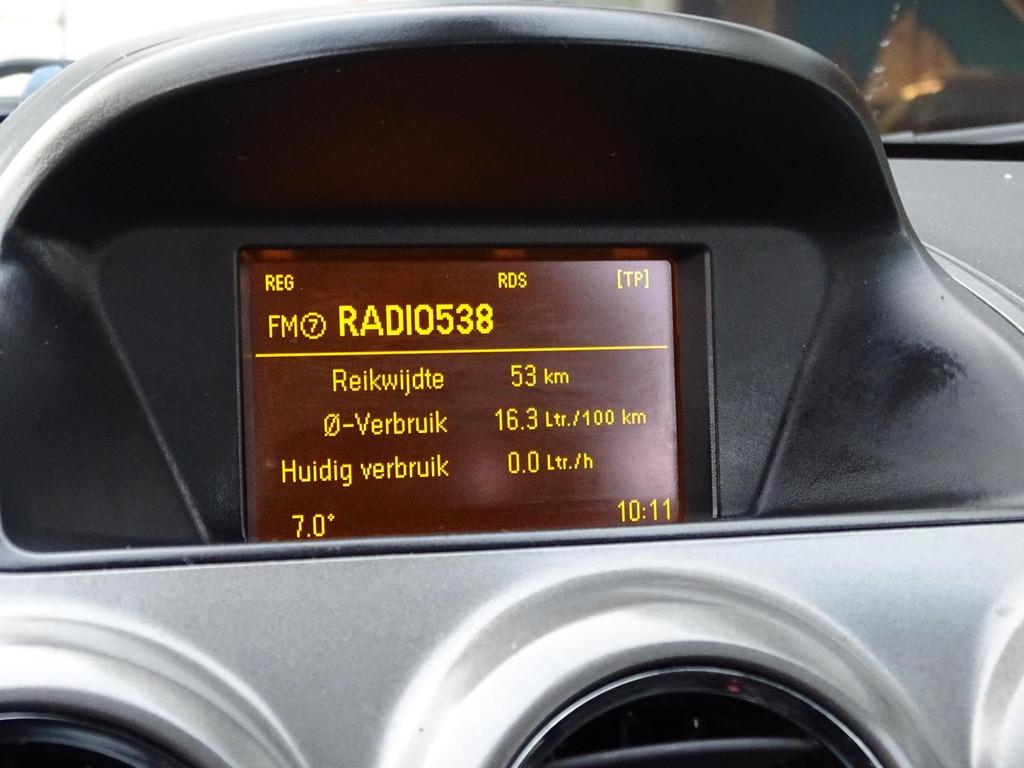 REG RDS [TP]
FM⑦ RADIO538
Reikwijdte 53 km
Ø-Verbruik 16.3 Ltr./100 km
Huidig verbruik 0.0 Ltr./h
7.0° 10:11